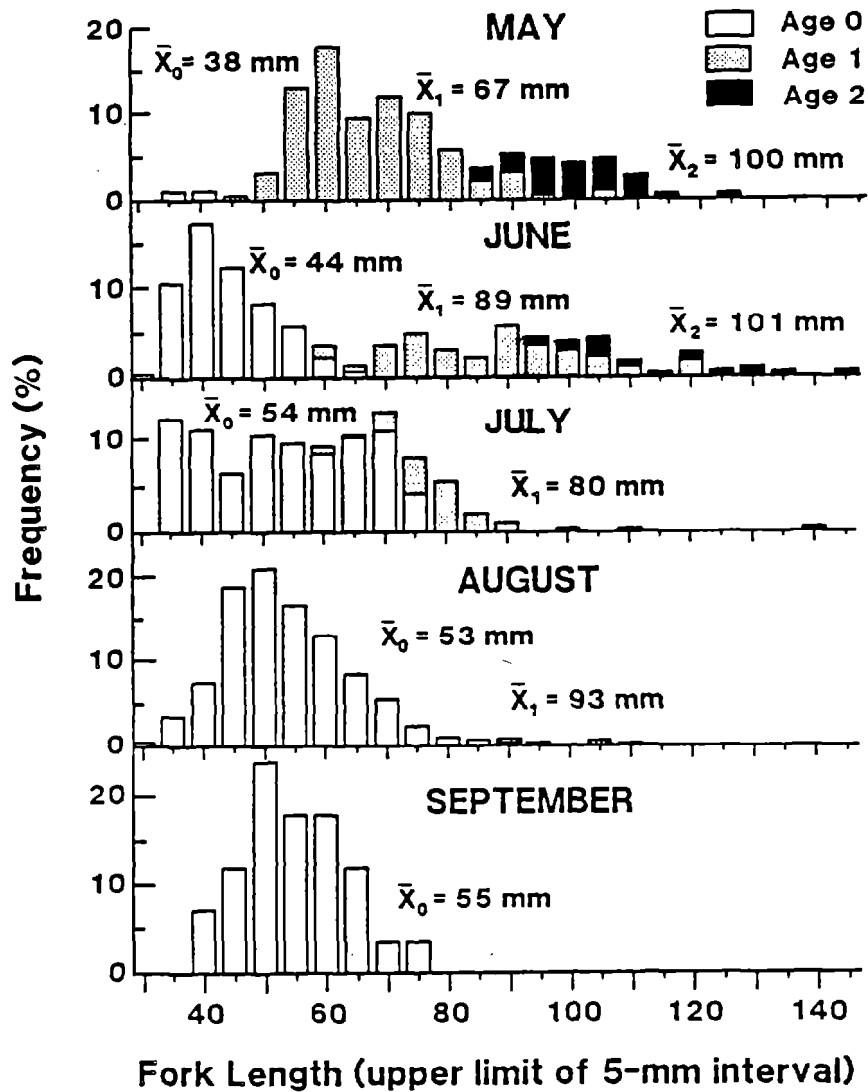 MAY
Age 0
Age 1
Age 2
X̄₀ = 38 mm
X̄₁ = 67 mm
X̄₂ = 100 mm
20
10
0
JUNE
X̄₀ = 44 mm
X̄₁ = 89 mm
X̄₂ = 101 mm
10
0
JULY
X̄₀ = 54 mm
X̄₁ = 80 mm
10
0
AUGUST
X̄₀ = 53 mm
X̄₁ = 93 mm
20
10
0
SEPTEMBER
X̄₀ = 55 mm
20
10
0
Frequency (%)
40 60 80 100 120 140
Fork Length (upper limit of 5-mm interval)